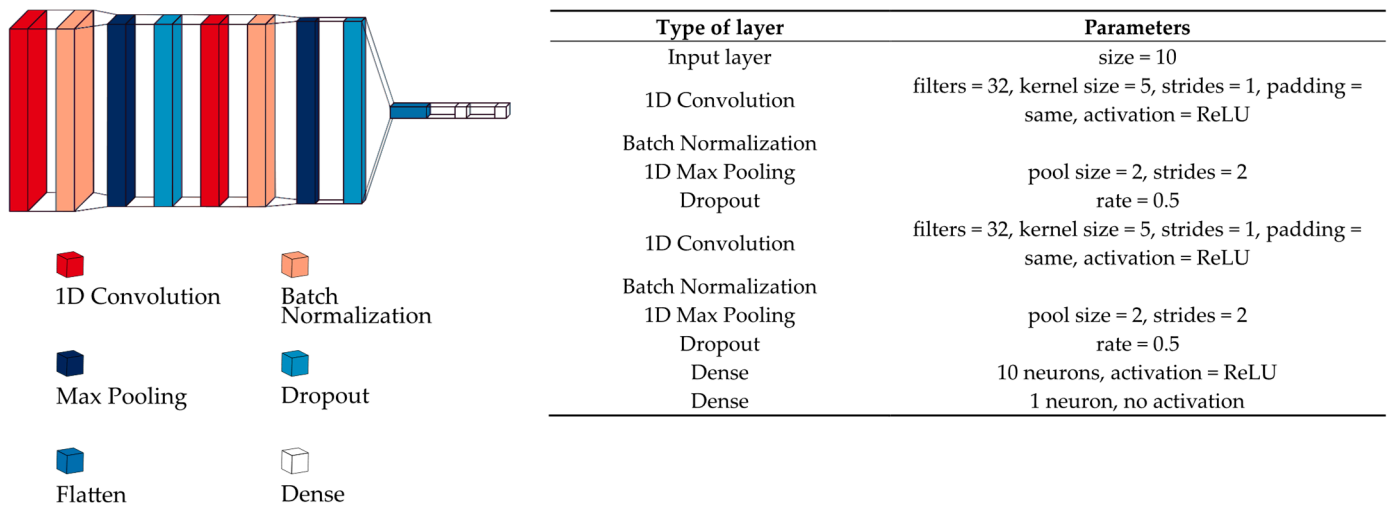 1D Convolution
Batch
Normalization
Max Pooling
Dropout
Flatten
Dense
Type of layer Parameters
Input layer size = 10
1D Convolution filters = 32, kernel size = 5, strides = 1, padding =
same, activation = ReLU
Batch Normalization
1D Max Pooling pool size = 2, strides = 2
Dropout rate = 0.5
1D Convolution filters = 32, kernel size = 5, strides = 1, padding =
same, activation = ReLU
Batch Normalization
1D Max Pooling pool size = 2, strides = 2
Dropout rate = 0.5
Dense 10 neurons, activation = ReLU
Dense 1 neuron, no activation